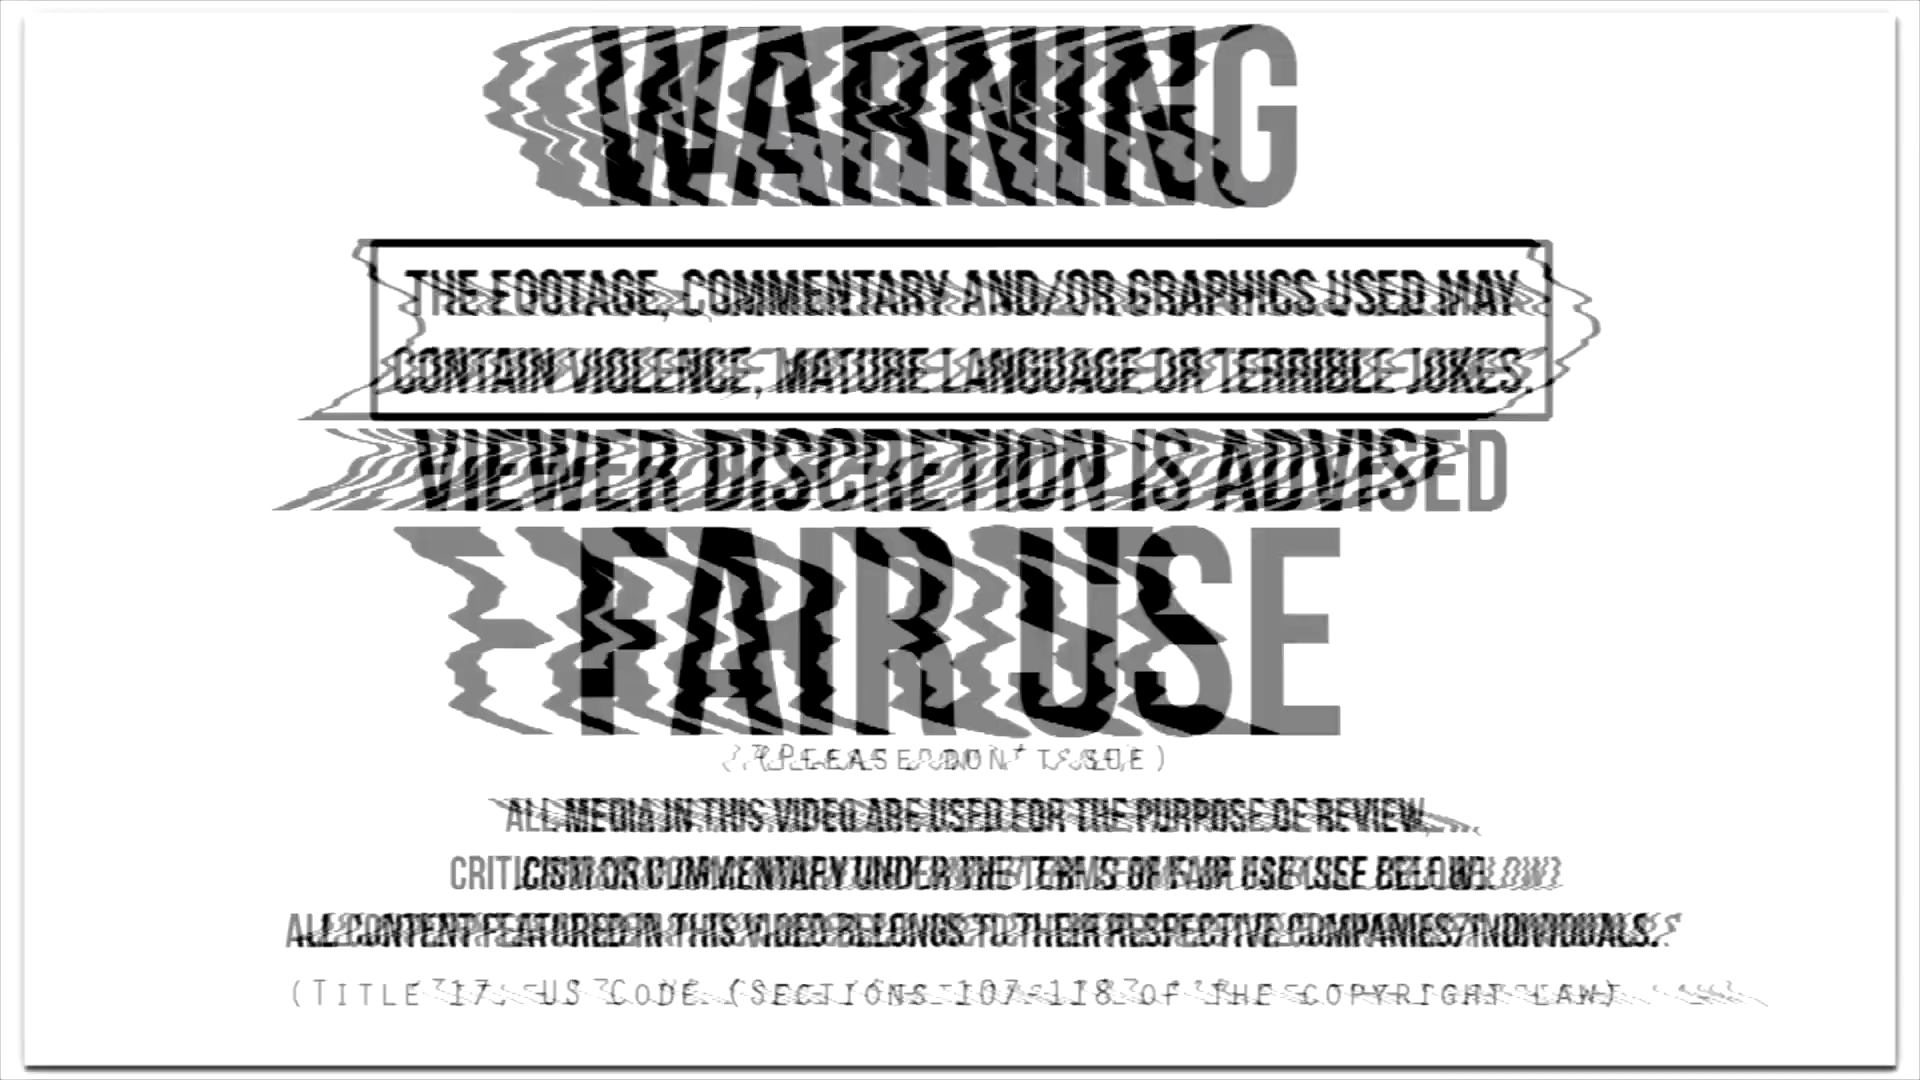 WARNING
THE FOOTAGE, COMMENTARY AND/OR GRAPHICS USED MAY
CONTAIN VIOLENCE, MATURE LANGUAGE OR TERRIBLE JOKES.
VIEWER DISCRETION IS ADVISED
FAIR USE
(PLEASE DON'T SUE)
ALL MEDIA IN THIS VIDEO ARE USED FOR THE PURPOSE OF REVIEW,
CRITICISM OR COMMENTARY UNDER THE TERMS OF FAIR USE (SEE BELOW).
ALL CONTENT FEATURED IN THIS VIDEO BELONGS TO THEIR RESPECTIVE COMPANIES/INDIVIDUALS.
(TITLE 17, US CODE (SECTIONS 107-118 OF THE COPYRIGHT LAW)